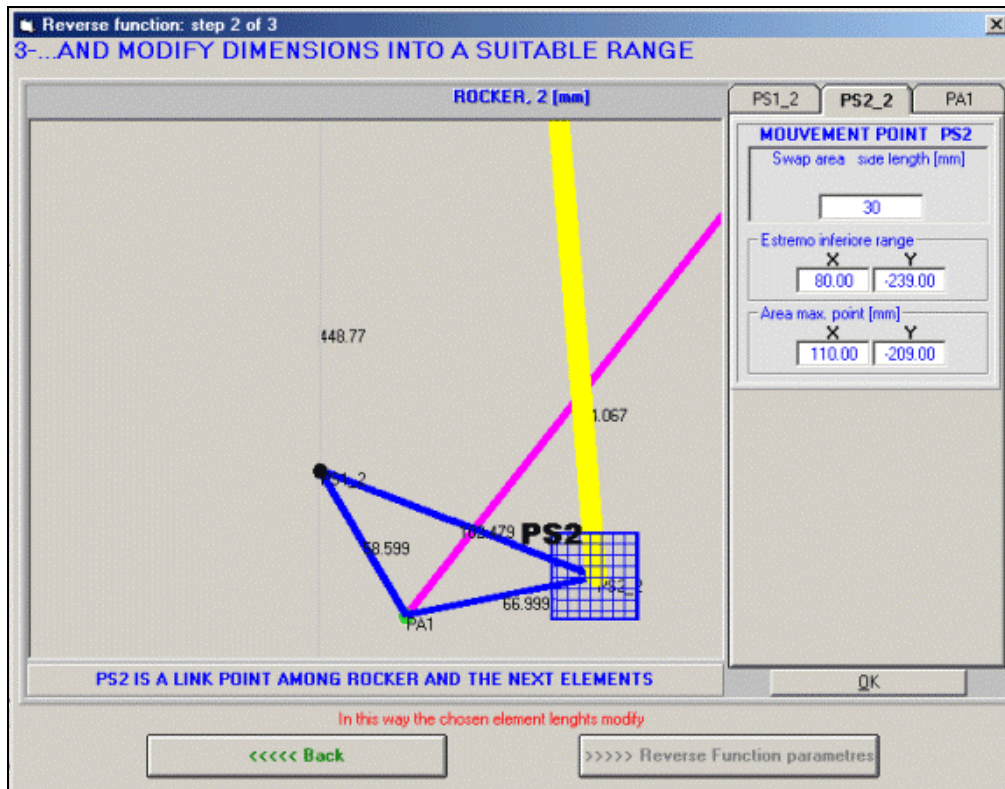 Reverse function: step 2 of 3
3-...AND MODIFY DIMENSIONS INTO A SUITABLE RANGE
ROCKER, 2 [mm]
PS1_2 PS2_2 PA1
MOUVEMENT POINT PS2
Swap area side length [mm]
30
Estremo inferiore range
X Y
80.00 -239.00
Area max. point [mm]
X Y
110.00 -209.00
448.77
PS2
58.599
66.999
PS2_2
PA1
PS2 IS A LINK POINT AMONG ROCKER AND THE NEXT ELEMENTS
OK
In this way the chosen element lenghts modify
<<<<< Back
>>>>> Reverse Function parametres